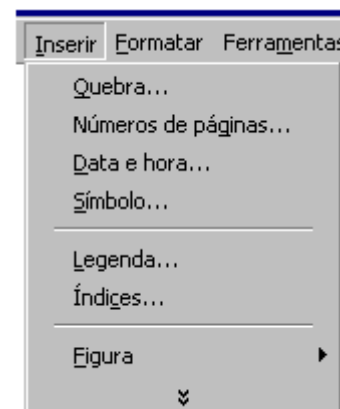 Inserir Formatar Ferramentas
Quebra...
Números de páginas...
Data e hora...
Símbolo...
Legenda...
Índices...
Figura